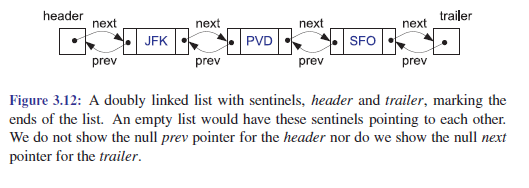 header trailer
next next next next
JFK PVD SFO
prev prev prev prev
Figure 3.12: A doubly linked list with sentinels, header and trailer, marking the
ends of the list. An empty list would have these sentinels pointing to each other.
We do not show the null prev pointer for the header nor do we show the null next
pointer for the trailer.